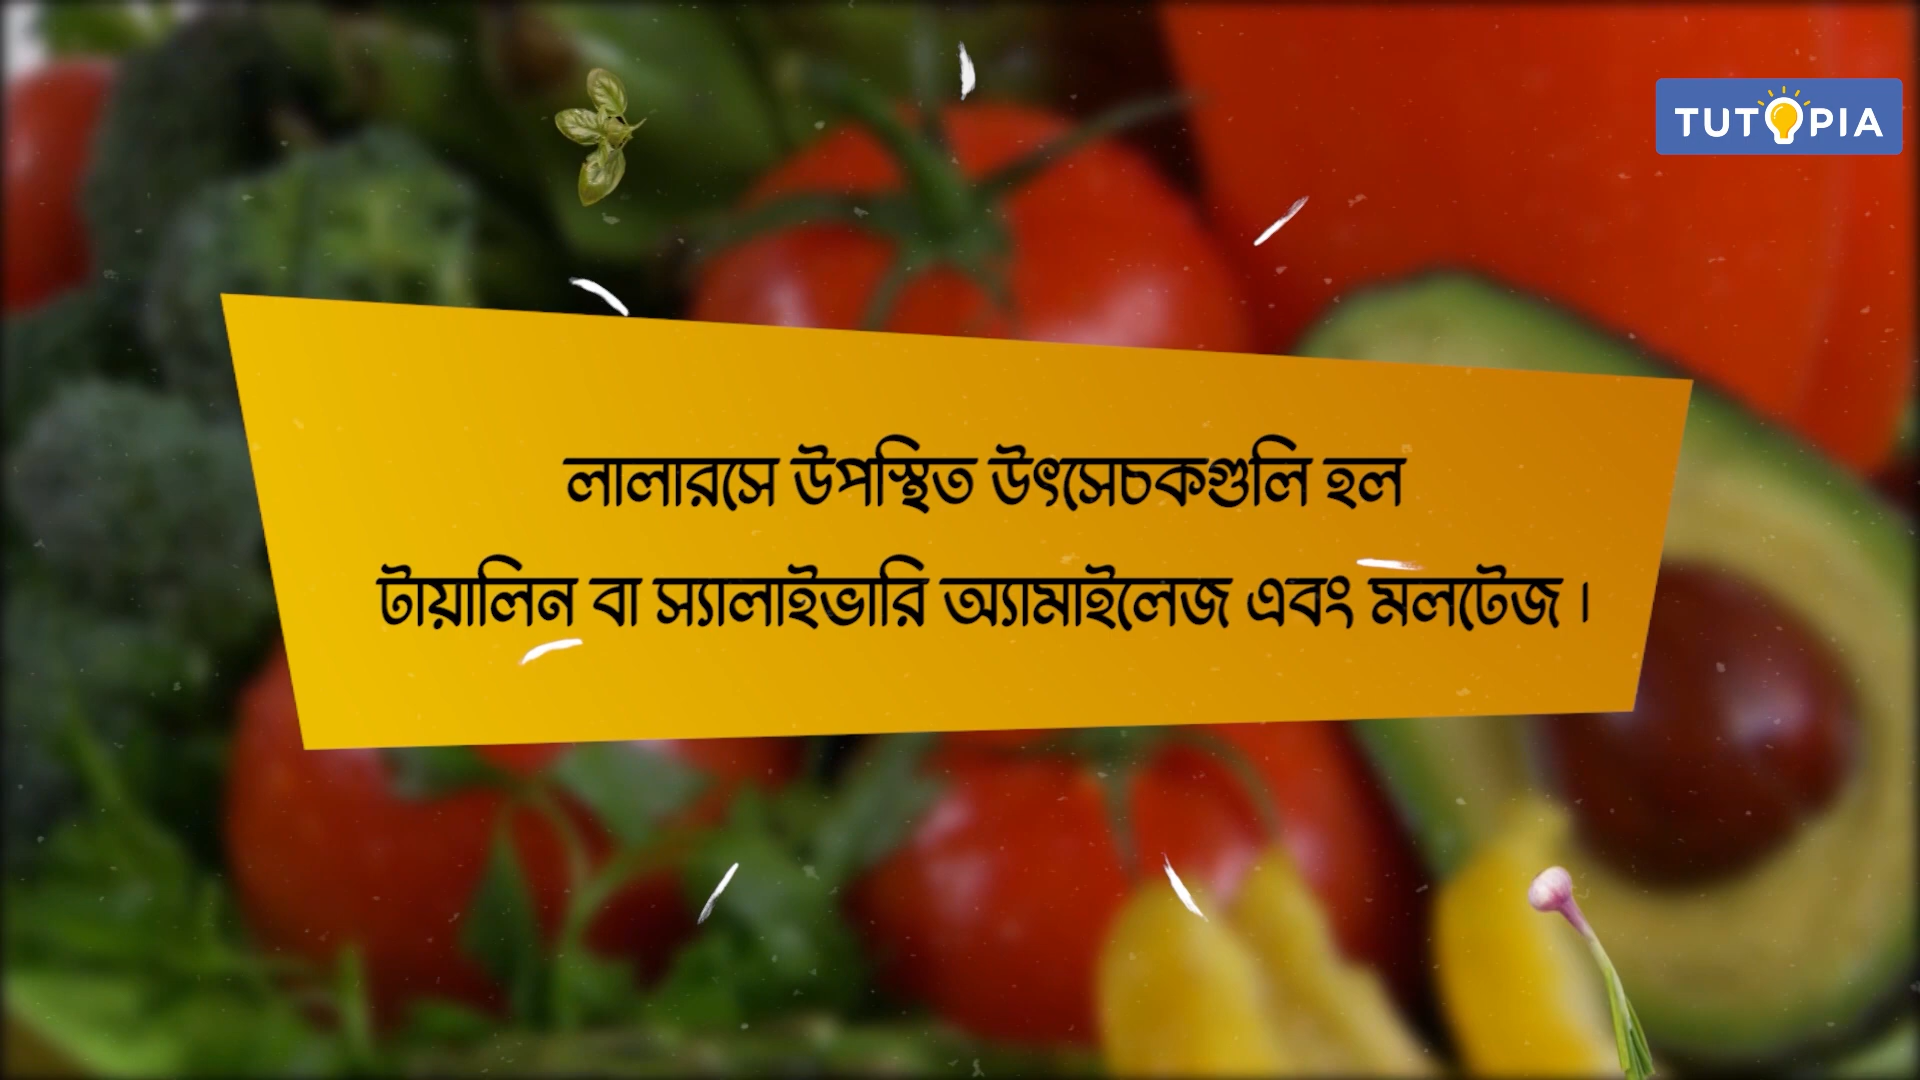 TUTOPIA
লালারসে উপস্থিত উৎসেচকগুলি হল
টায়ালিন বা স্যালাইভারি অ্যামাইলেজ এবং মলটেজ।